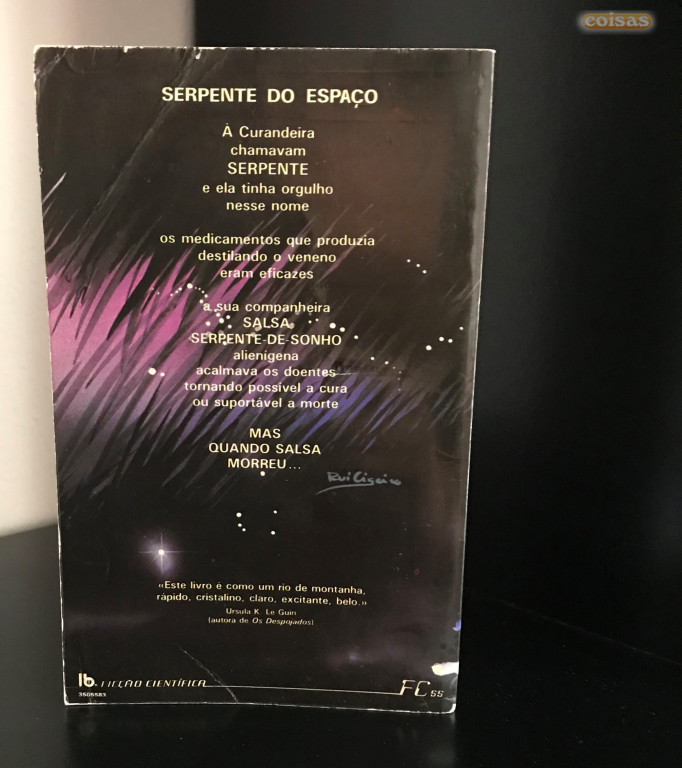 coisas
SERPENTE DO ESPAÇO
À Curandeira
chamavam
SERPENTE
e ela tinha orgulho
nesse nome
os medicamentos que produzia
destilando o veneno
eram eficazes
a sua companheira
SALSA
SERPENTE-DE-SONHO
alienígena
acalmava os doentes
tornando possível a cura
ou suportável a morte
MAS
QUANDO SALSA
MORREU...
«Este livro é como um rio de montanha,
rápido, cristalino, claro, excitante, belo.»
Ursula K. Le Guin
(autora de Os Despojados)
lb. FICÇÃO CIENTÍFICA FC 55